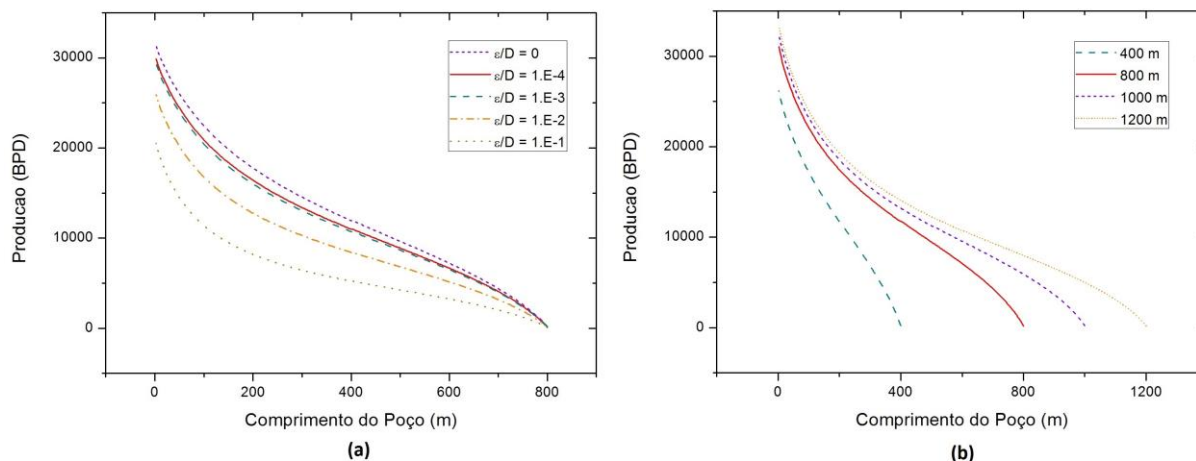 30000
20000
10000
0
Producao (BPD)
ε/D = 0
ε/D = 1.E-4
ε/D = 1.E-3
ε/D = 1.E-2
ε/D = 1.E-1
0
200
400
600
800
Comprimento do Poço (m)
(a)
30000
20000
10000
0
Producao (BPD)
400 m
800 m
1000 m
1200 m
0
400
800
1200
Comprimento do Poço (m)
(b)